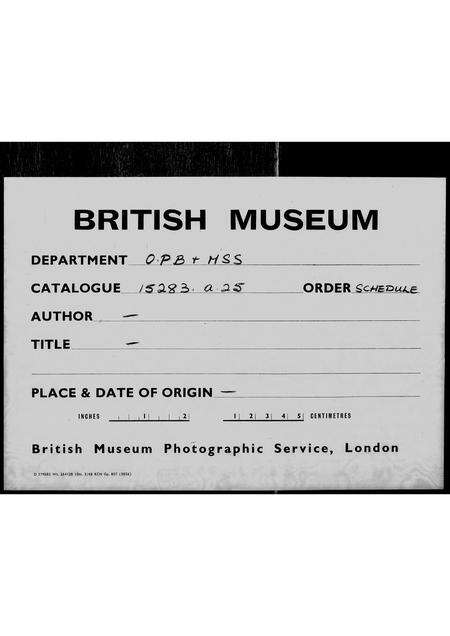 BRITISH MUSEUM
DEPARTMENT O.P.B + MSS
CATALOGUE 15283. a 25 ORDER SCHEDULE
AUTHOR —
TITLE —
PLACE & DATE OF ORIGIN —
INCHES 1 2 1 2 3 4 5 CENTIMETRES
British Museum Photographic Service, London